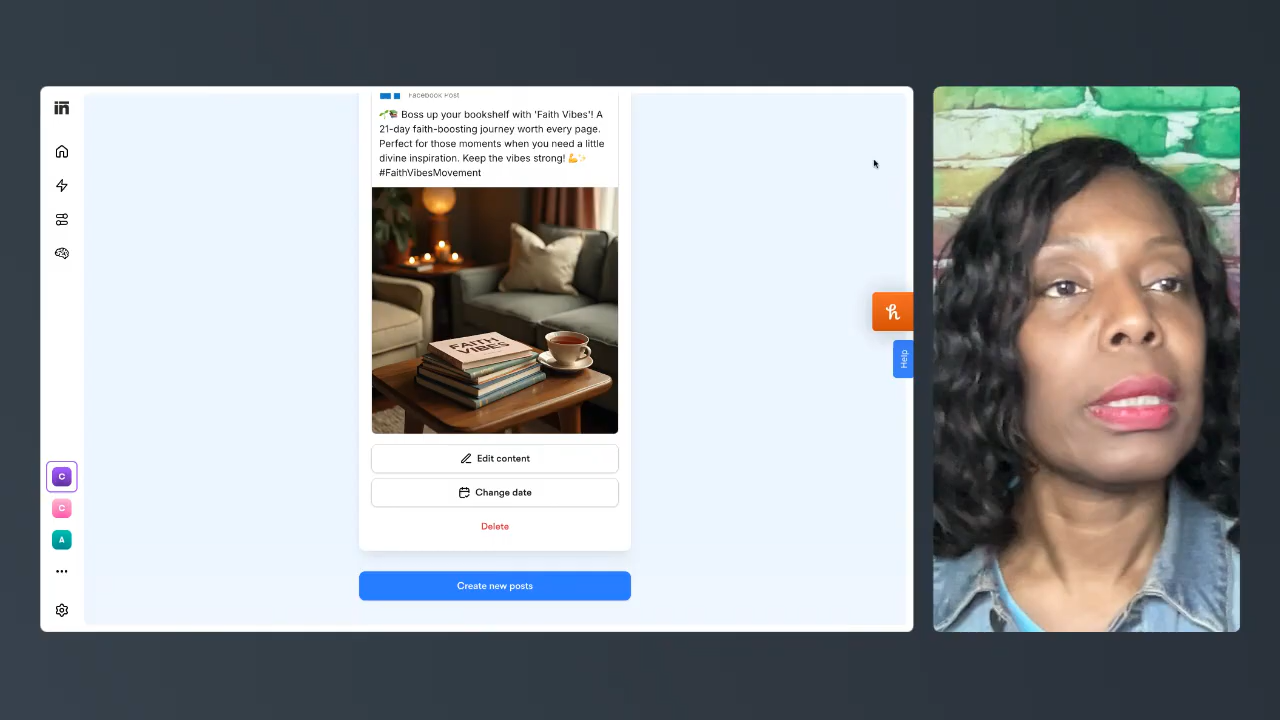 in
Facebook Post
🌱📚 Boss up your bookshelf with 'Faith Vibes'! A
21-day faith-boosting journey worth every page.
Perfect for those moments when you need a little
divine inspiration. Keep the vibes strong! 💪✨
#FaithVibesMovement
FAITH
VIBES
h
Help
Edit content
Change date
Delete
Create new posts
C
C
A